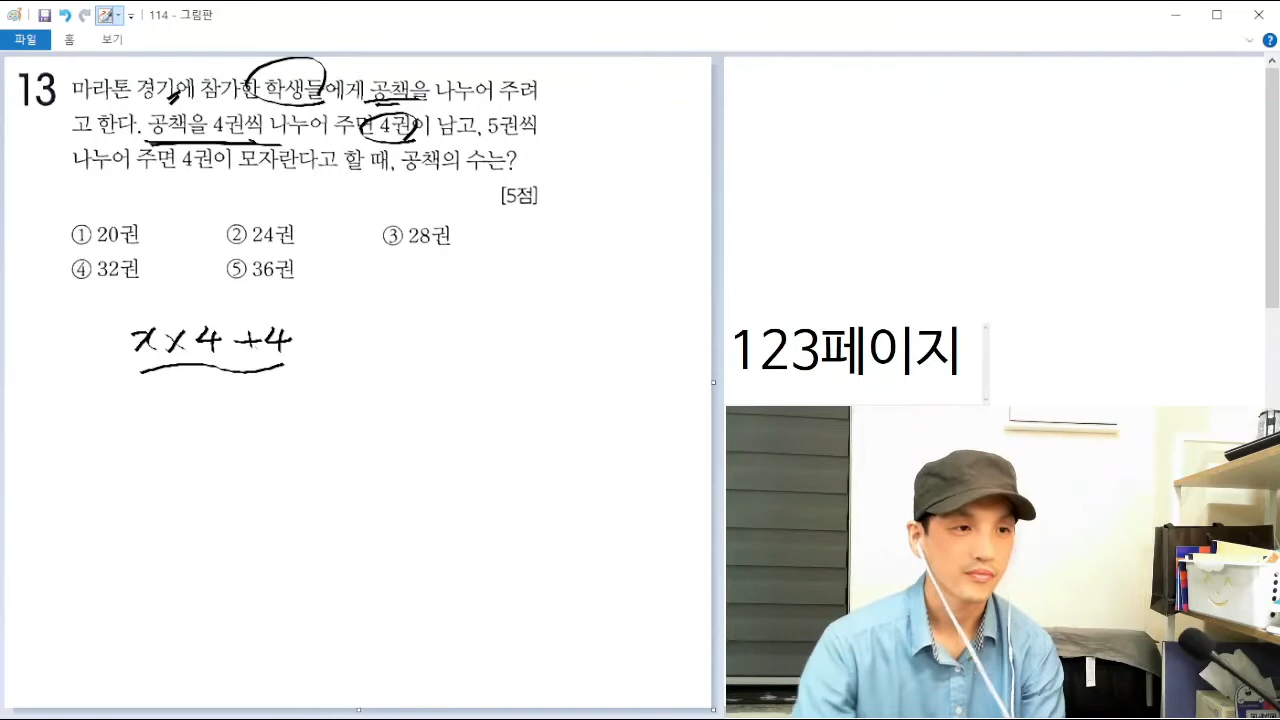 114 - 그림판
파일 홈 보기
13 마라톤 경기에 참가한 학생들에게 공책을 나누어 주려
고 한다. 공책을 4권씩 나누어 주면 4권이 남고, 5권씩
나누어 주면 4권이 모자란다고 할 때, 공책의 수는?
[5점]
① 20권 ② 24권 ③ 28권
④ 32권 ⑤ 36권
x×4+4
123페이지